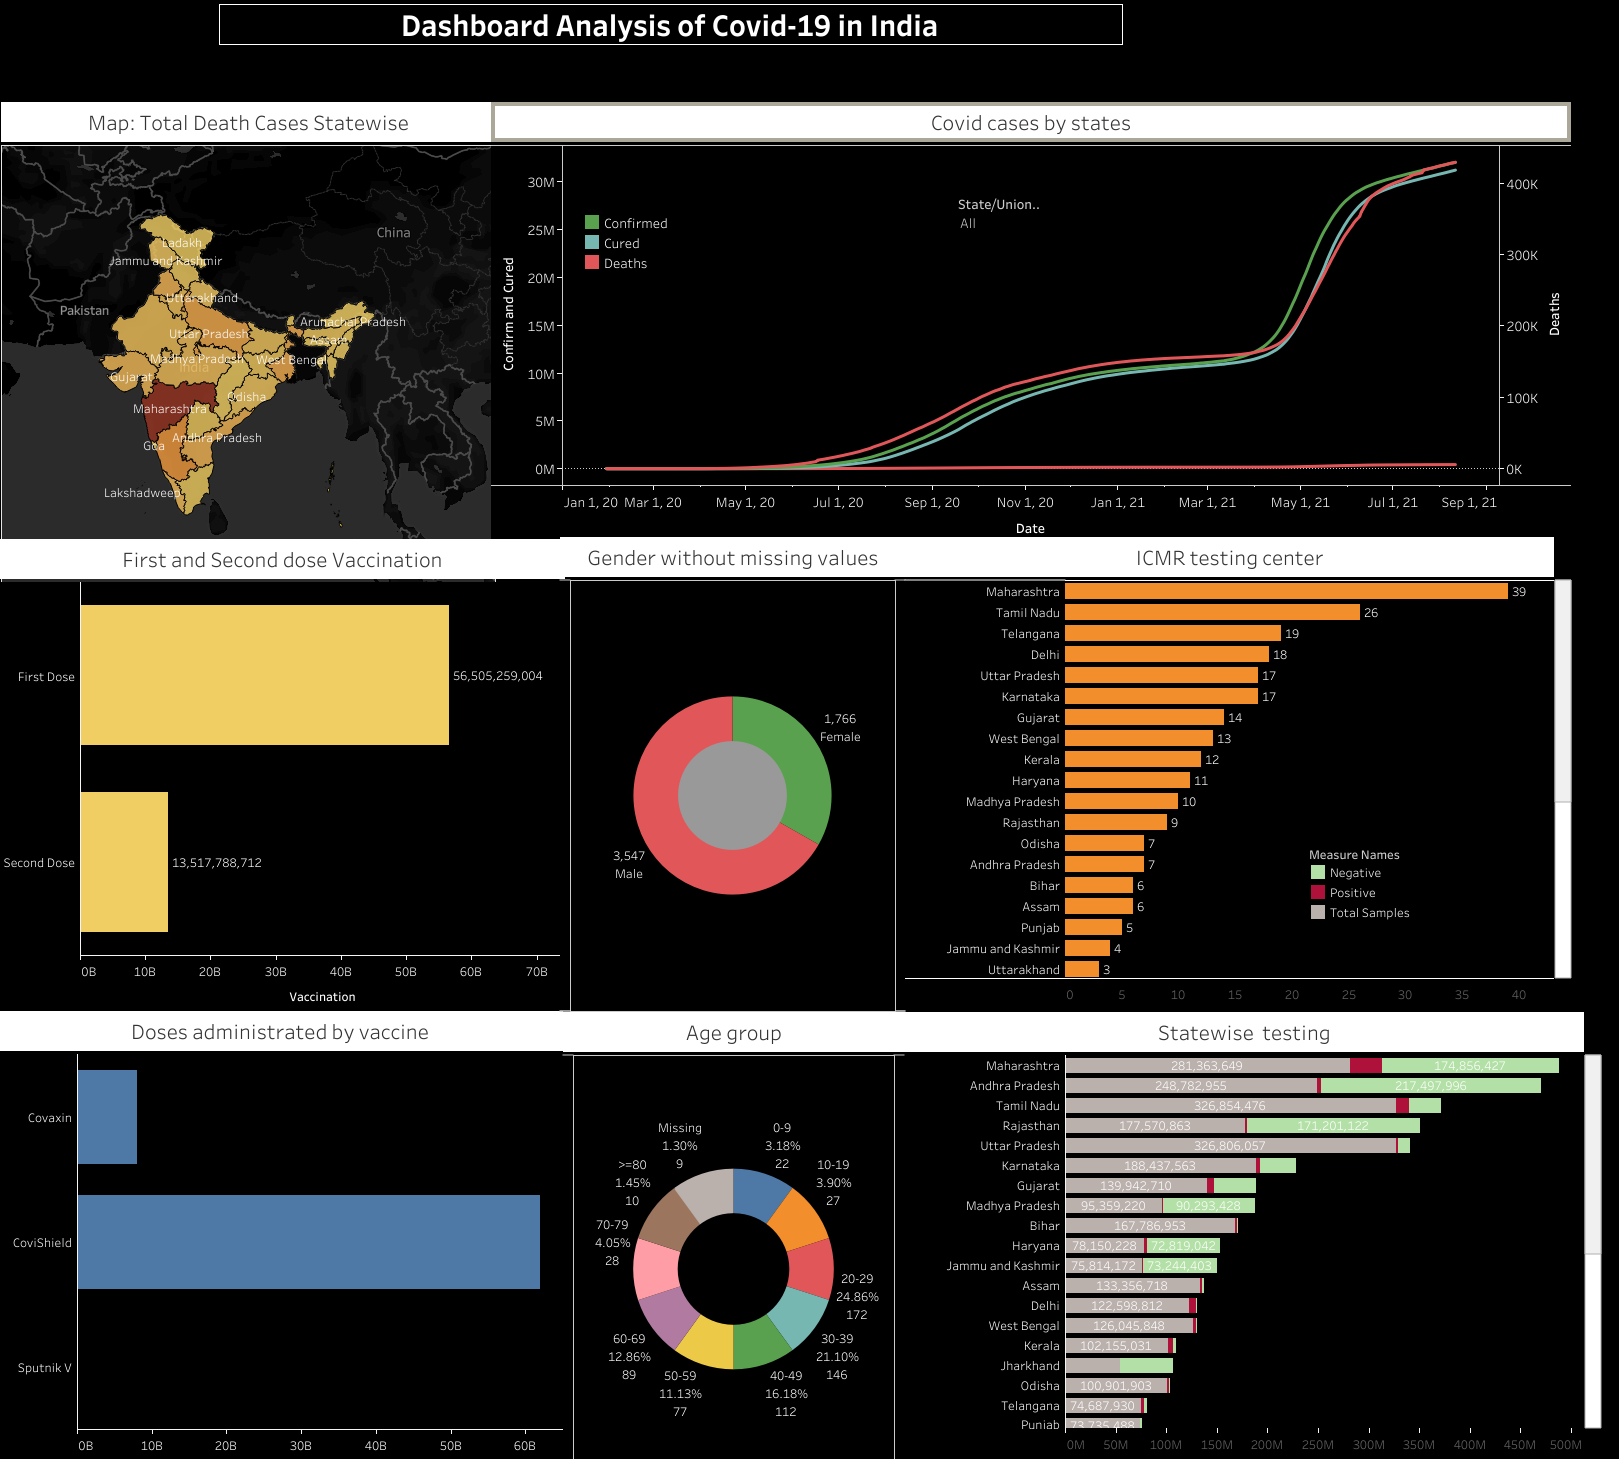 Dashboard Analysis of Covid-19 in India
Map: Total Death Cases Statewise
China
Ladakh
Jammu and Kashmir
Uttarakhand
Pakistan
Arunachal Pradesh
Uttar Pradesh
Assam
Madhya Pradesh
West Bengal
India
Gujarat
Odisha
Maharashtra
Andhra Pradesh
Goa
Lakshadweep
Covid cases by states
Confirm and Cured
30M
25M
20M
15M
10M
5M
0M
Confirmed
Cured
Deaths
State/Union..
All
400K
300K
200K
100K
0K
Deaths
Jan 1, 20 Mar 1, 20 May 1, 20 Jul 1, 20 Sep 1, 20 Nov 1, 20 Jan 1, 21 Mar 1, 21 May 1, 21 Jul 1, 21 Sep 1, 21
Date
First and Second dose Vaccination
First Dose 56,505,259,004
Second Dose 13,517,788,712
0B 10B 20B 30B 40B 50B 60B 70B
Vaccination
Gender without missing values
1,766
Female
3,547
Male
ICMR testing center
Maharashtra 39
Tamil Nadu 26
Telangana 19
Delhi 18
Uttar Pradesh 17
Karnataka 17
Gujarat 14
West Bengal 13
Kerala 12
Haryana 11
Madhya Pradesh 10
Rajasthan 9
Odisha 7
Andhra Pradesh 7
Bihar 6
Assam 6
Punjab 5
Jammu and Kashmir 4
Uttarakhand 3
0 5 10 15 20 25 30 35 40
Measure Names
Negative
Positive
Total Samples
Doses administrated by vaccine
Covaxin
CoviShield
Sputnik V
0B 10B 20B 30B 40B 50B 60B
Age group
Missing
1.30%
9
0-9
3.18%
22
10-19
3.90%
27
20-29
24.86%
172
30-39
21.10%
146
40-49
16.18%
112
50-59
11.13%
77
60-69
12.86%
89
70-79
4.05%
28
>=80
1.45%
10
Statewise testing
Maharashtra 281,363,649 174,856,427
Andhra Pradesh 248,782,955 217,497,996
Tamil Nadu 326,854,476
Rajasthan 177,570,863 171,201,122
Uttar Pradesh 326,806,057
Karnataka 188,437,563
Gujarat 139,942,710
Madhya Pradesh 95,359,220 90,293,428
Bihar 167,786,953
Haryana 78,150,228 72,819,042
Jammu and Kashmir 75,814,172 73,244,403
Assam 133,356,718
Delhi 122,598,812
West Bengal 126,045,848
Kerala 102,155,031
Jharkhand
Odisha 100,901,903
Telangana 74,687,930
Punjab 73,735,488
0M 50M 100M 150M 200M 250M 300M 350M 400M 450M 500M